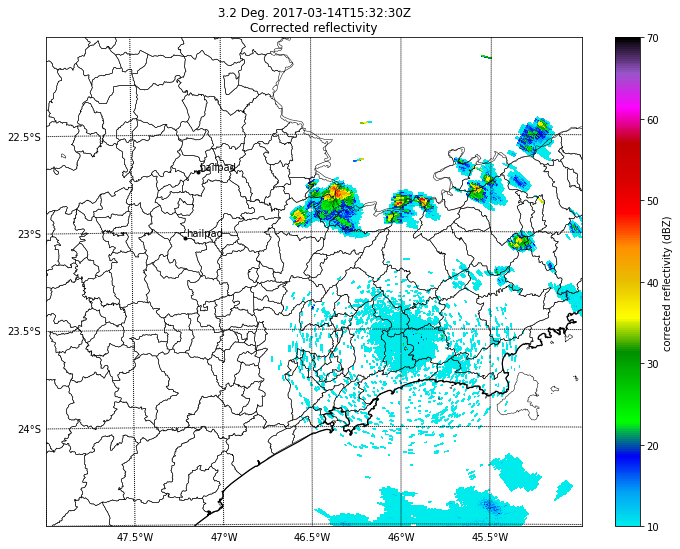 3.2 Deg. 2017-03-14T15:32:30Z
Corrected reflectivity
22.5°S
23°S
23.5°S
24°S
hailpad
hailpad
47.5°W
47°W
46.5°W
46°W
45.5°W
70
60
50
40
30
20
10
corrected reflectivity (dBZ)